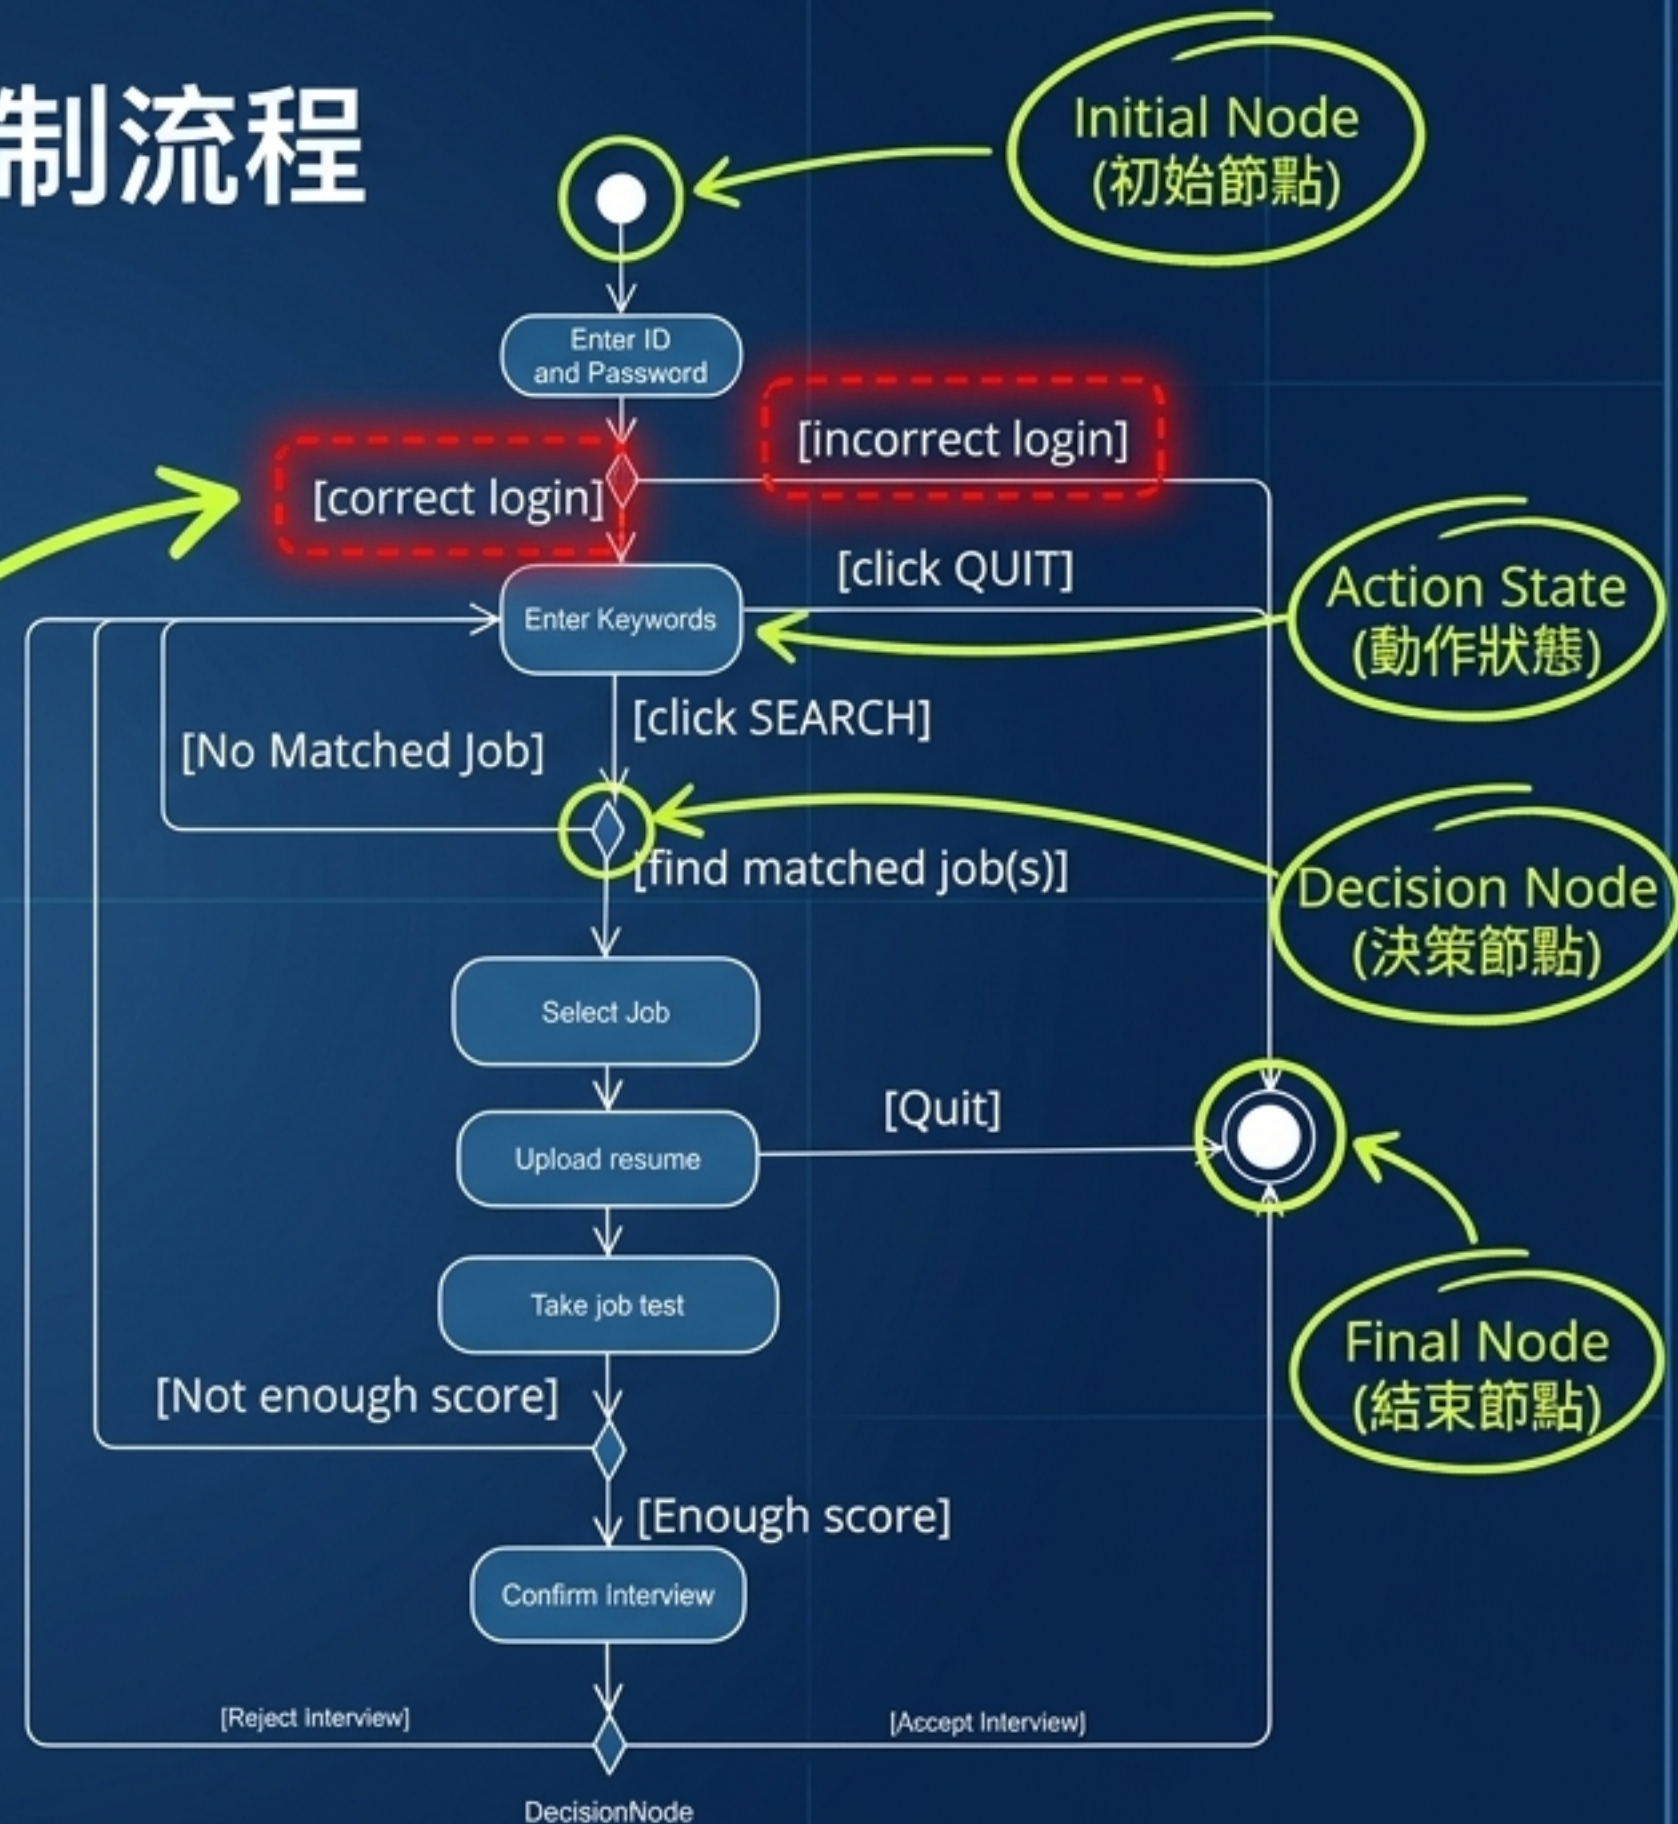 制流程
Initial Node
(初始節點)
Enter ID
and Password
[incorrect login]
[correct login]
[click QUIT]
Action State
(動作狀態)
Enter Keywords
[click SEARCH]
[No Matched Job]
[find matched job(s)]
Decision Node
(決策節點)
Select Job
[Quit]
Upload resume
Take job test
Final Node
(結束節點)
[Not enough score]
[Enough score]
Confirm Interview
[Reject Interview]
[Accept Interview]
DecisionNode